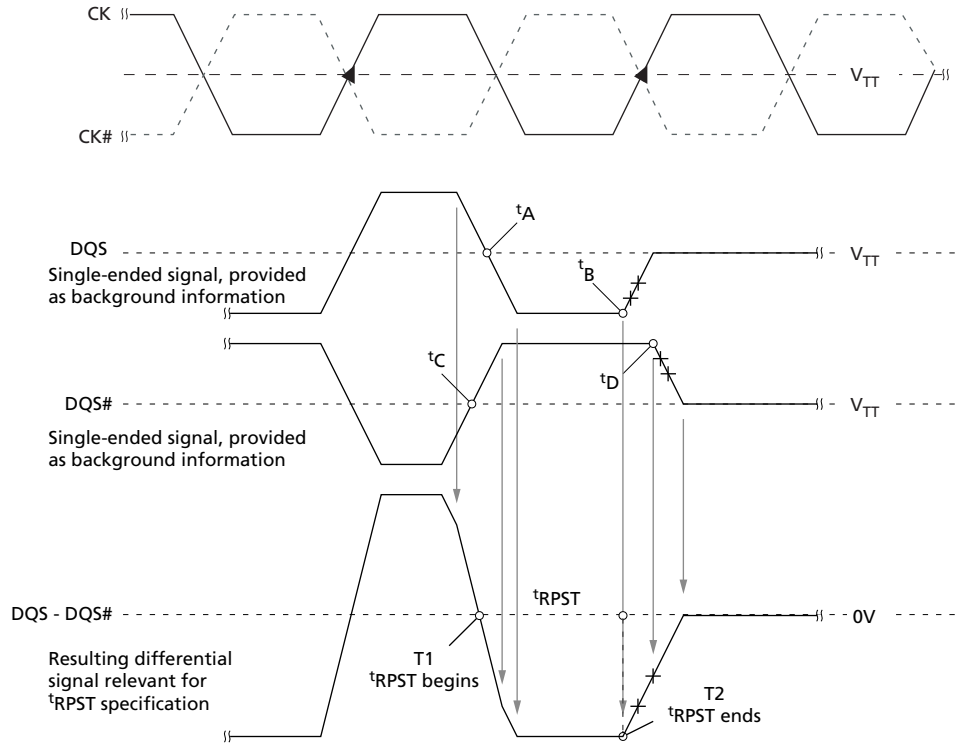 CK
V_TT
CK#
tA
DQS
V_TT
tB
Single-ended signal, provided
as background information
tC
tD
DQS#
V_TT
Single-ended signal, provided
as background information
tRPST
DQS - DQS#
0V
T1
tRPST begins
Resulting differential
signal relevant for
tRPST specification
T2
tRPST ends